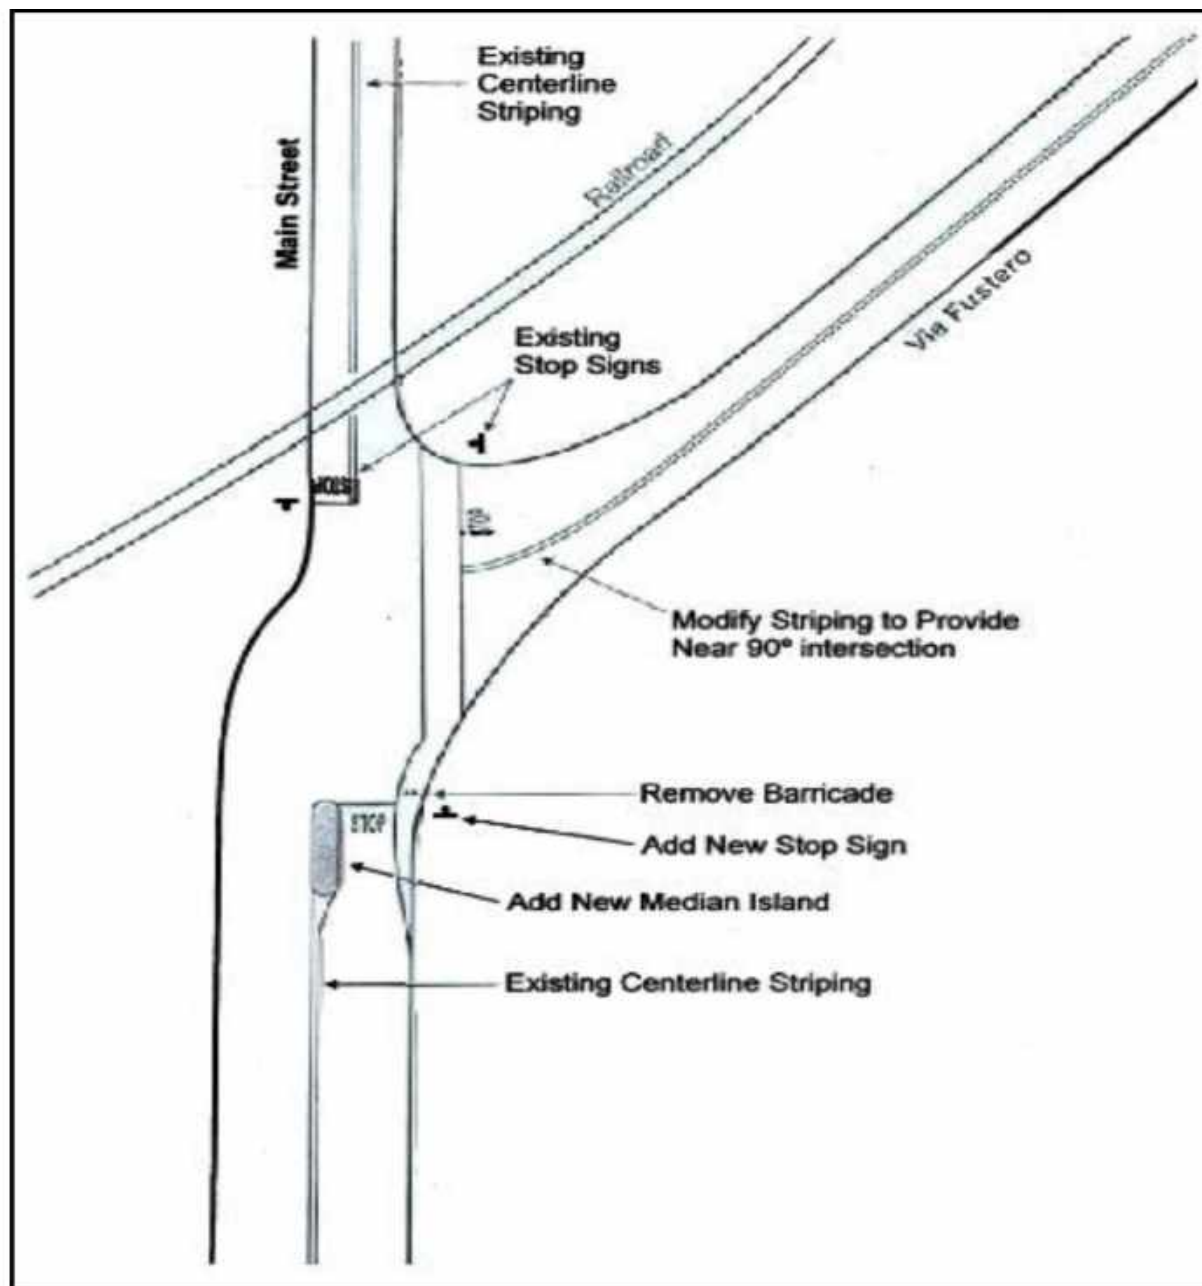 Existing
Centerline
Striping
Main Street
Railroad
Via Fustero
Existing
Stop Signs
STOP
STOP
Modify Striping to Provide
Near 90° intersection
Remove Barricade
STOP
Add New Stop Sign
Add New Median Island
Existing Centerline Striping